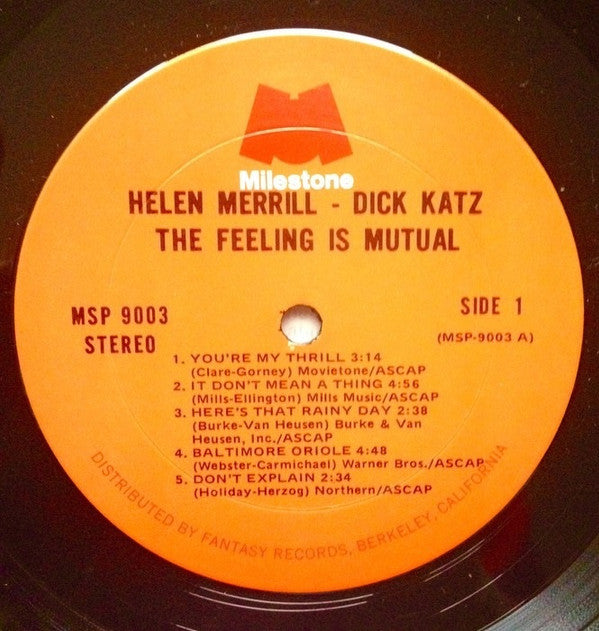 Milestone
HELEN MERRILL - DICK KATZ
THE FEELING IS MUTUAL
MSP 9003
STEREO
SIDE 1
(MSP-9003 A)
1. YOU'RE MY THRILL 3:14
(Clare-Gorney) Movietone/ASCAP
2. IT DON'T MEAN A THING 4:56
(Mills-Ellington) Mills Music/ASCAP
3. HERE'S THAT RAINY DAY 2:38
(Burke-Van Heusen) Burke & Van
Heusen, Inc./ASCAP
4. BALTIMORE ORIOLE 4:48
(Webster-Carmichael) Warner Bros./ASCAP
5. DON'T EXPLAIN 2:34
(Holiday-Herzog) Northern/ASCAP
DISTRIBUTED BY FANTASY RECORDS, BERKELEY, CALIFORNIA